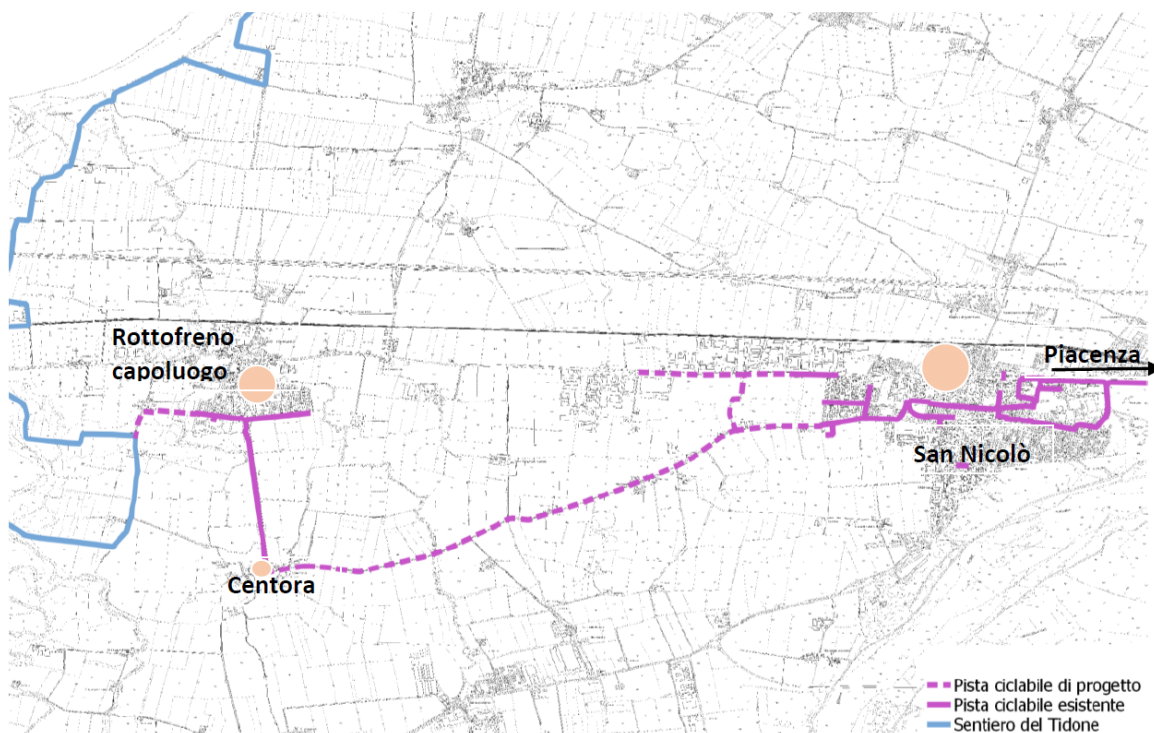 Rottofreno
capoluogo
Piacenza
San Nicolò
Centora
Pista ciclabile di progetto
Pista ciclabile esistente
Sentiero del Tidone